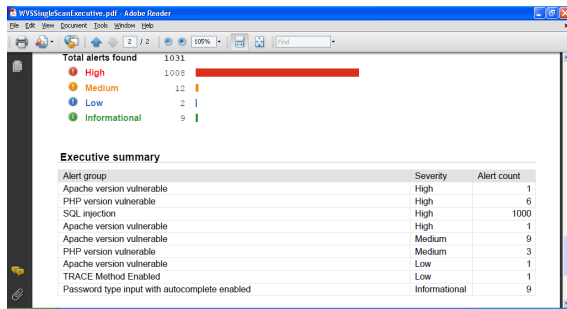 WVSSingleScanExecutive.pdf - Adobe Reader
File Edit View Document Tools Window Help
2 / 2 105% Find
Total alerts found 1031
High 1008
Medium 12
Low 2
Informational 9
Executive summary
Alert group Severity Alert count
Apache version vulnerable High 1
PHP version vulnerable High 6
SQL injection High 1000
Apache version vulnerable High 1
Apache version vulnerable Medium 9
PHP version vulnerable Medium 3
Apache version vulnerable Low 1
TRACE Method Enabled Low 1
Password type input with autocomplete enabled Informational 9